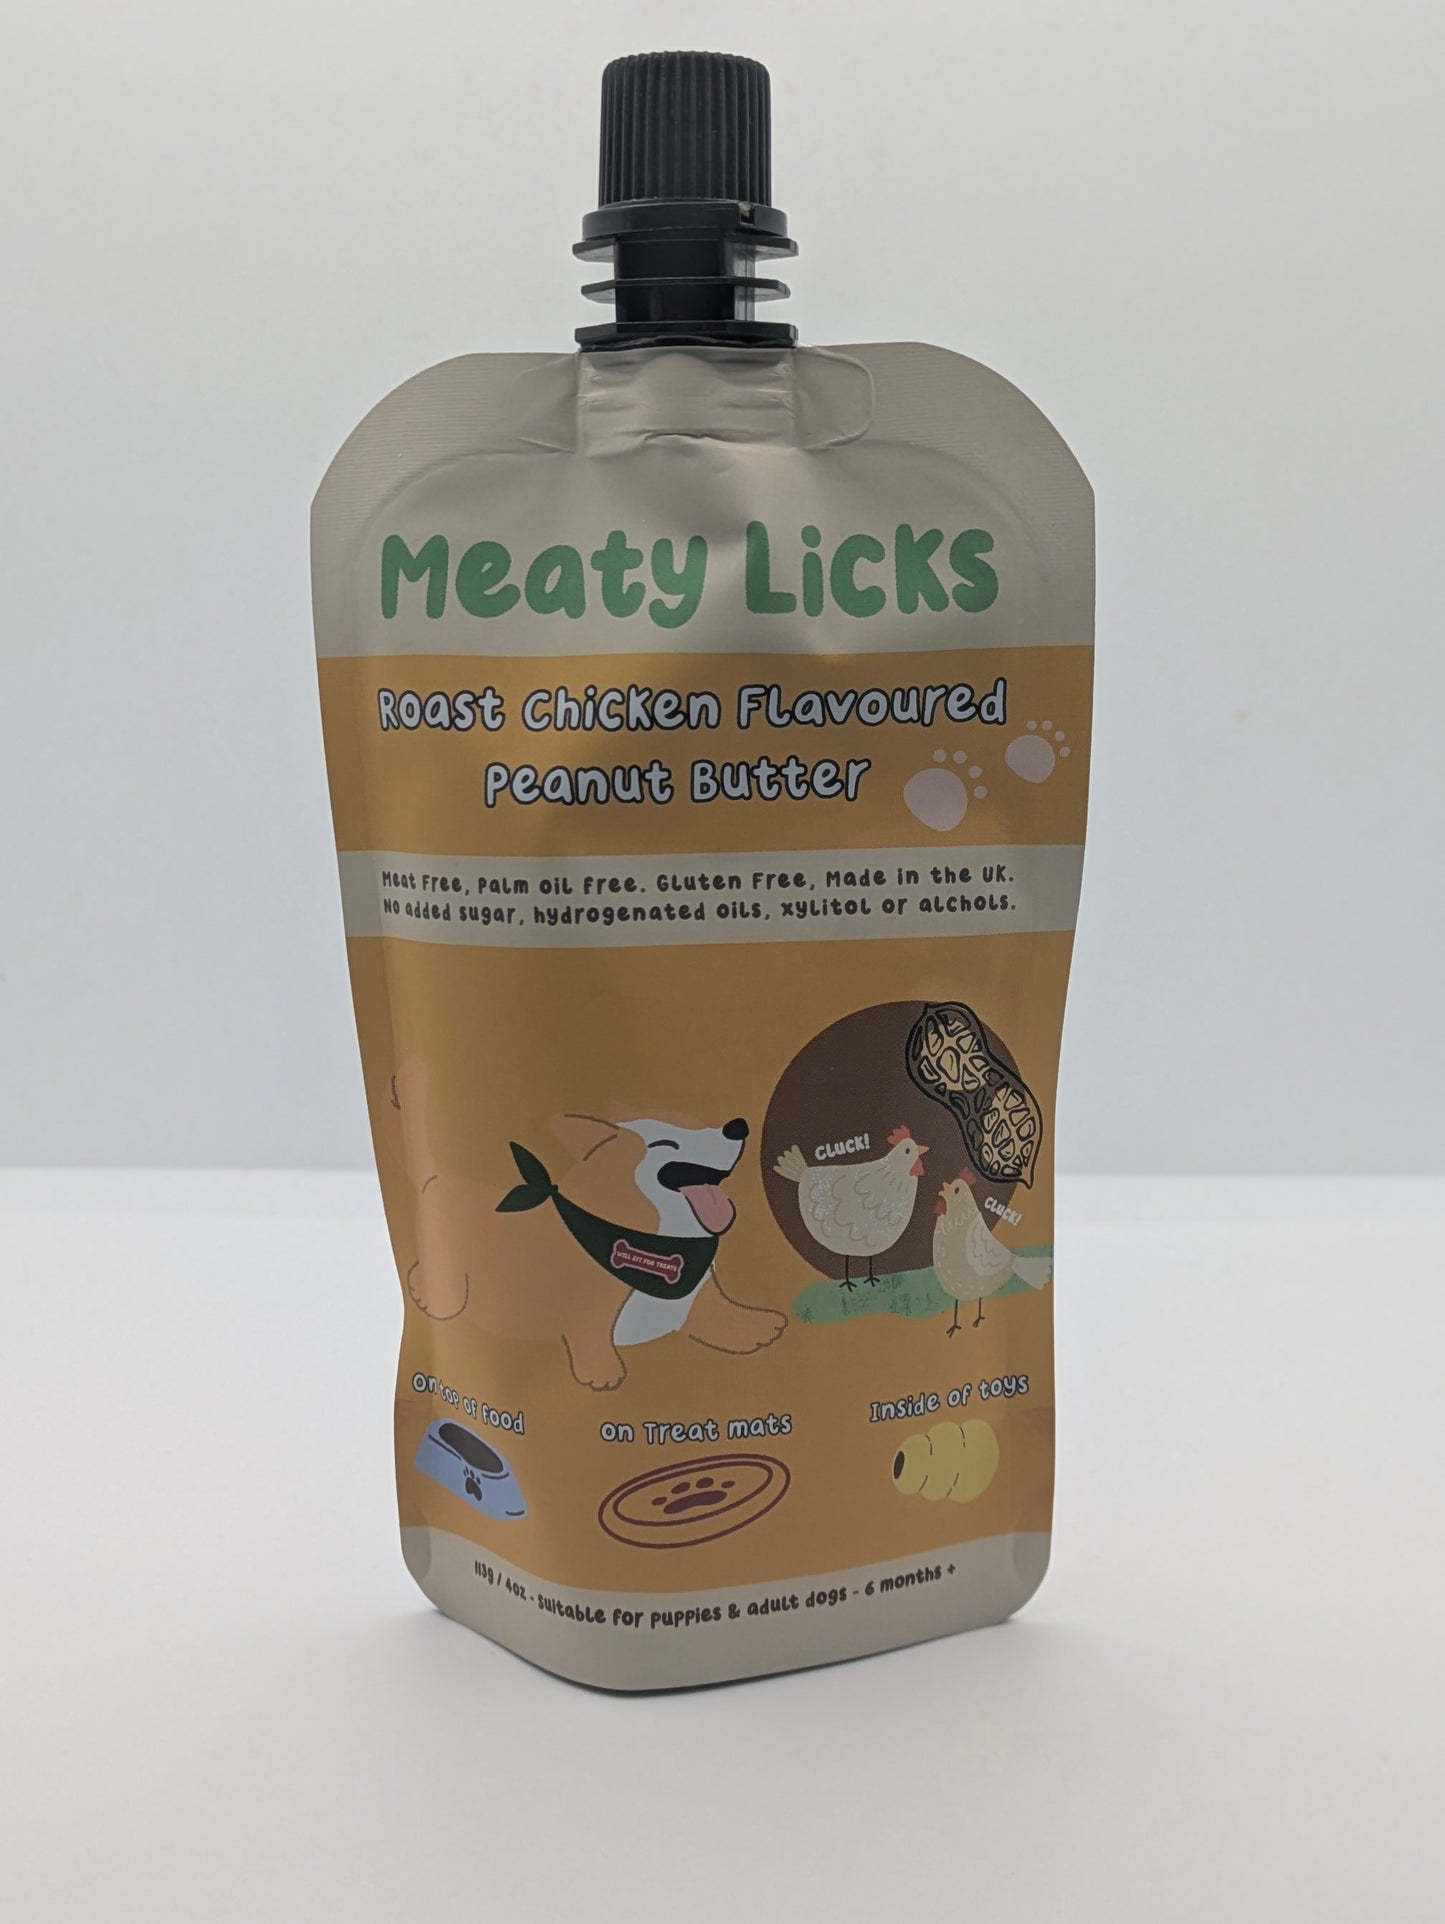 Meaty Licks
Roast Chicken Flavoured
Peanut Butter
Meat Free, Palm oil free. Gluten Free, Made in the UK.
No added sugar, hydrogenated oils, xylitol or alchols.
CLUCK!
CLUCK!
WILL SIT FOR TREATS
On top of food
on Treat mats
Inside of toys
113g / 4oz - suitable for puppies & adult dogs - 6 months +